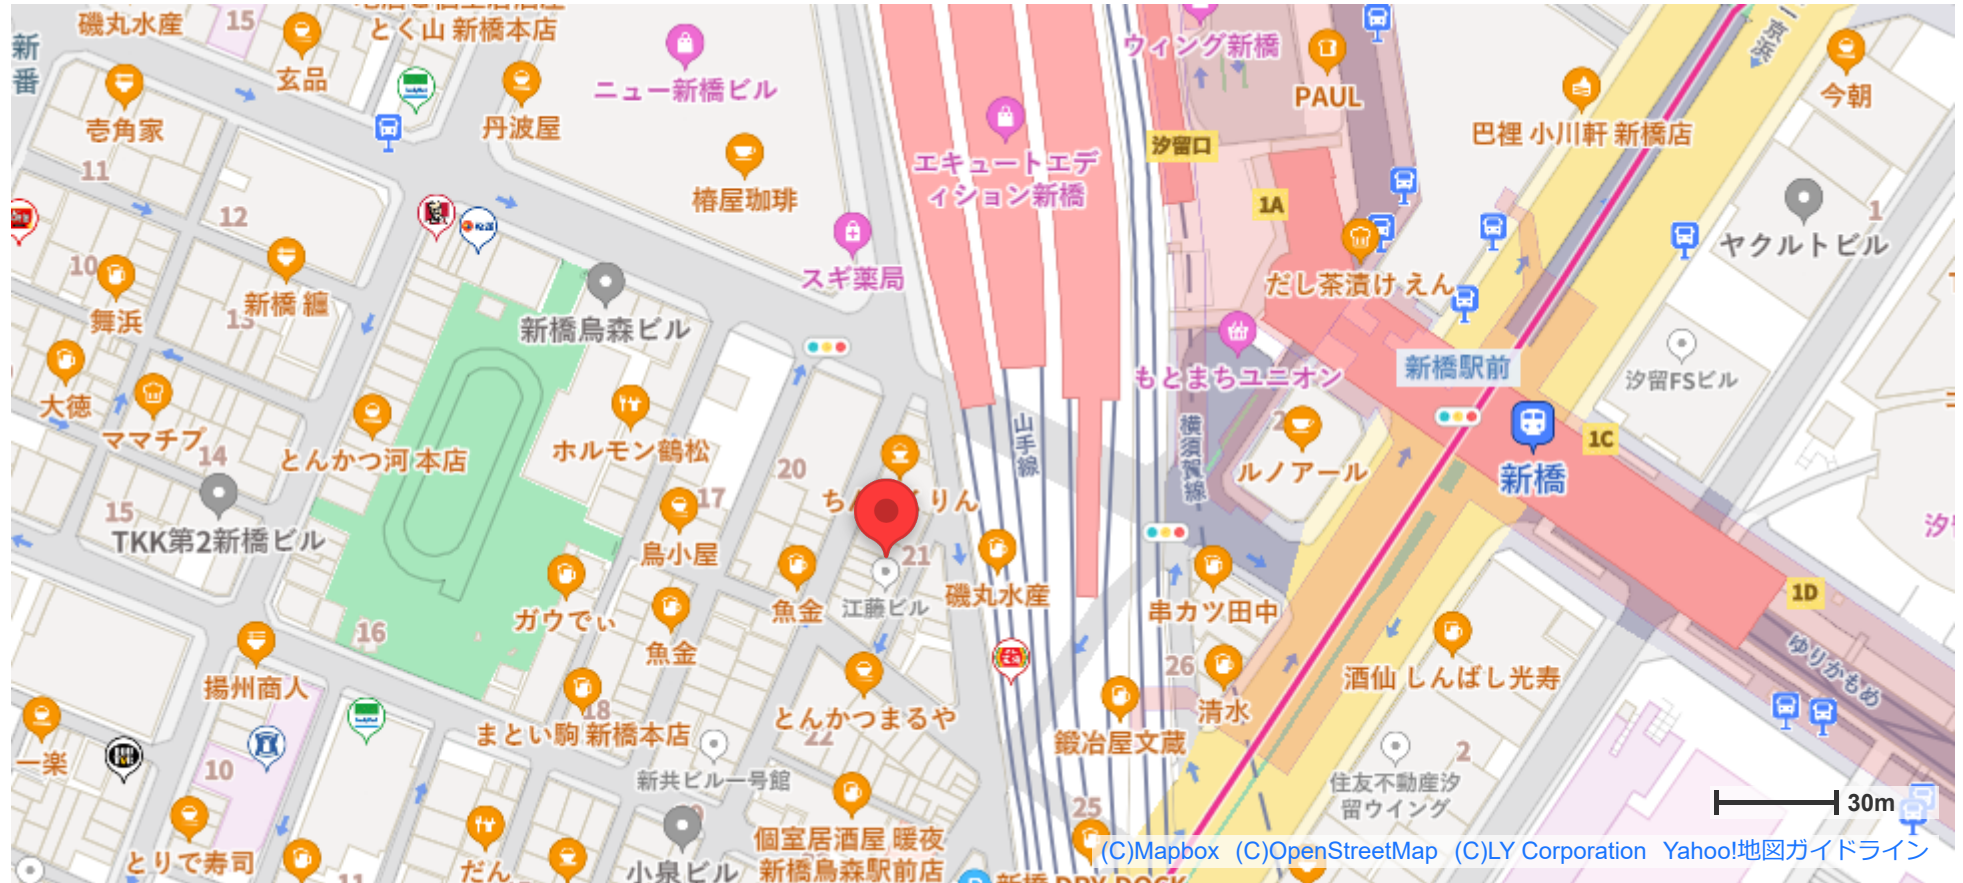 磯丸水産
15
とく山 新橋本店
新
番
玄品
ニュー新橋ビル
ウィング新橋
PAUL
京浜
今朝
壱角家
丹波屋
巴裡 小川軒 新橋店
汐留口
11
エキュートエデ
ィション新橋
椿屋珈琲
12
1A
1
ヤクルトビル
10
スギ薬局
だし茶漬け えん
舞浜
新橋 纏
13
新橋烏森ビル
新橋駅前
もとまちユニオン
汐留FSビル
大徳
ママチプ
とんかつ河 本店
ホルモン鶴松
山手線
横須賀線
2
ルノアール
1C
新橋
14
20
15
TKK第2新橋ビル
17
りん
鳥小屋
21
磯丸水産
江藤ビル
魚金
串カツ田中
1D
ガウでぃ
魚金
16
ゆりかもめ
揚州商人
とんかつまるや
26
清水
酒仙 しんばし光寿
まとい駒 新橋本店
18
22
鍛冶屋文蔵
一楽
10
新共ビル一号館
2
住友不動産汐
留ウイング
30m
25
個室居酒屋 暖夜
新橋烏森駅前店
とりで寿司
だん
小泉ビル
11
新橋 DRY-DOCK
(C)Mapbox (C)OpenStreetMap (C)LY Corporation Yahoo!地図ガイドライン